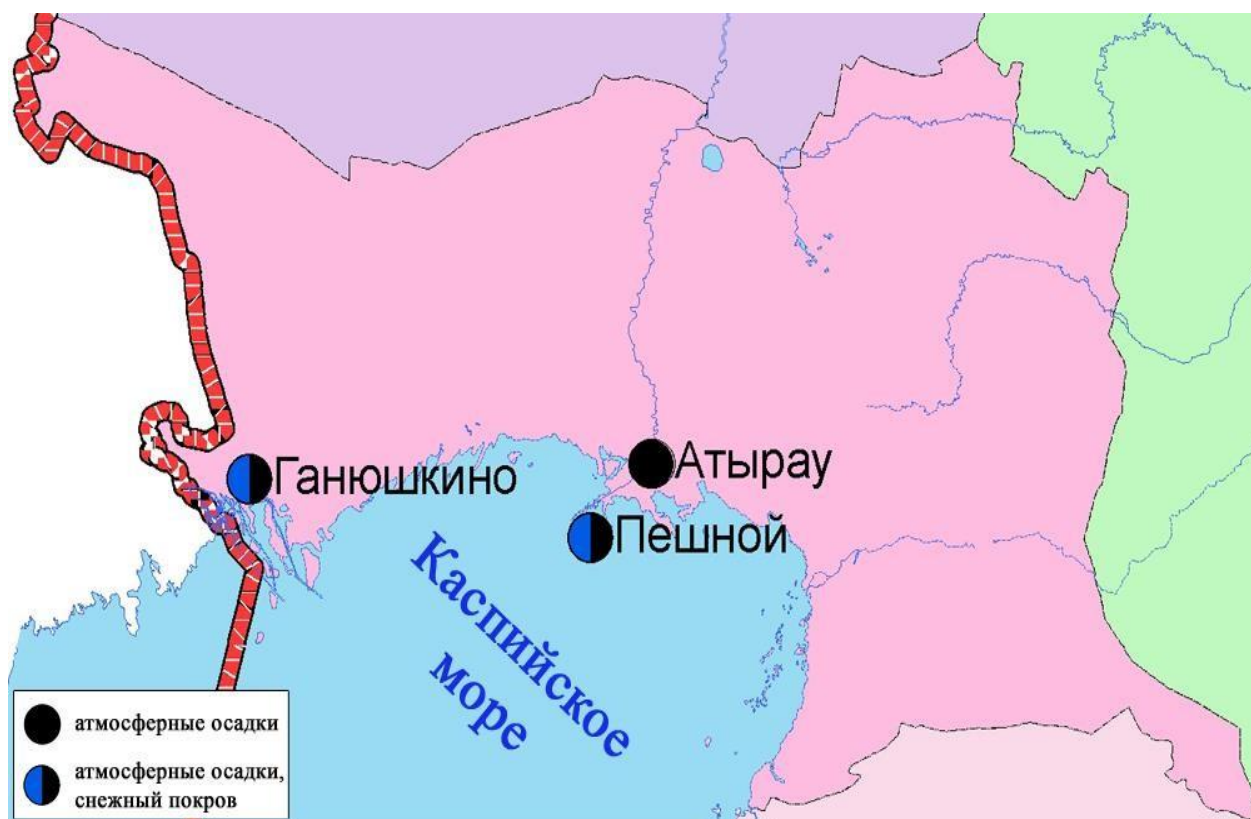 Ганюшкино
Атырау
Пешной
Каспийское
море
атмосферные осадки
атмосферные осадки,
снежный покров